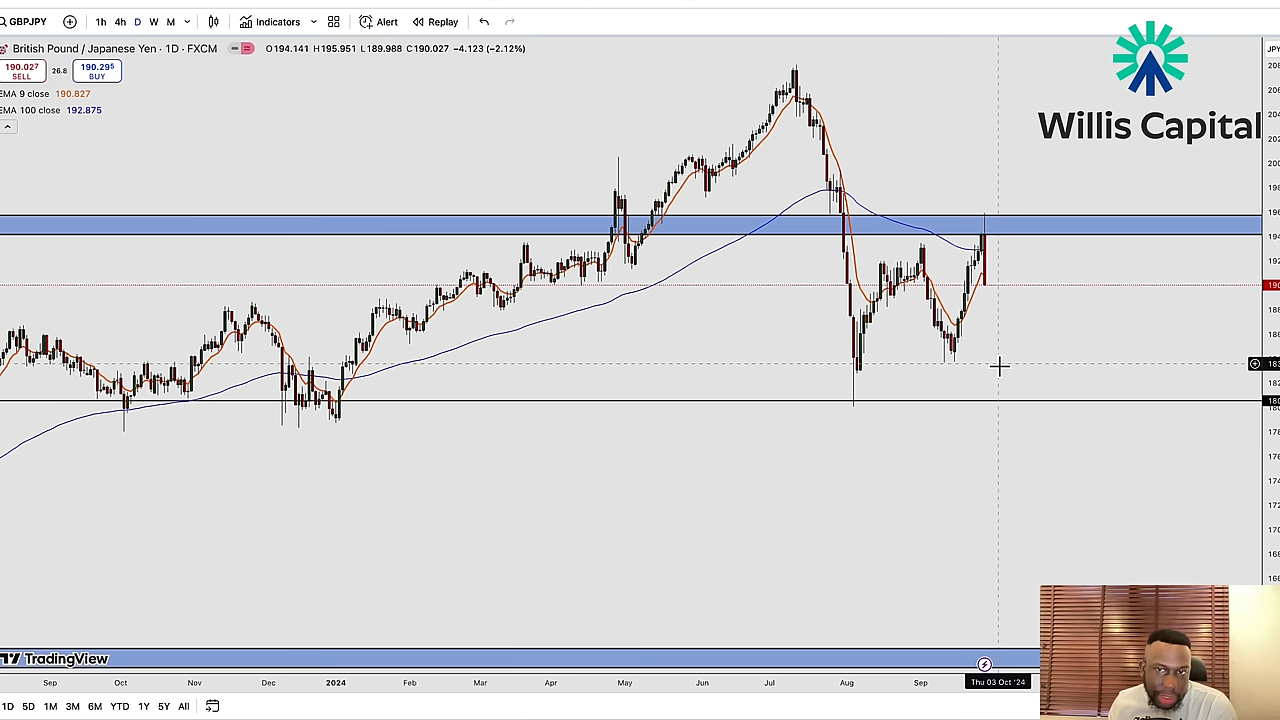 GBPJPY
1h 4h D W M
Indicators
Alert
Replay
British Pound / Japanese Yen · 1D · FXCM
O194.141 H195.951 L189.988 C190.027 −4.123 (−2.12%)
190.027
SELL
26.8
190.295
BUY
EMA 9 close 190.827
EMA 100 close 192.875
Willis Capital
JPY
TradingView
Sep
Oct
Nov
Dec
2024
Feb
Mar
Apr
May
Jun
Jul
Aug
Sep
Thu 03 Oct '24
1D 5D 1M 3M 6M YTD 1Y 5Y All